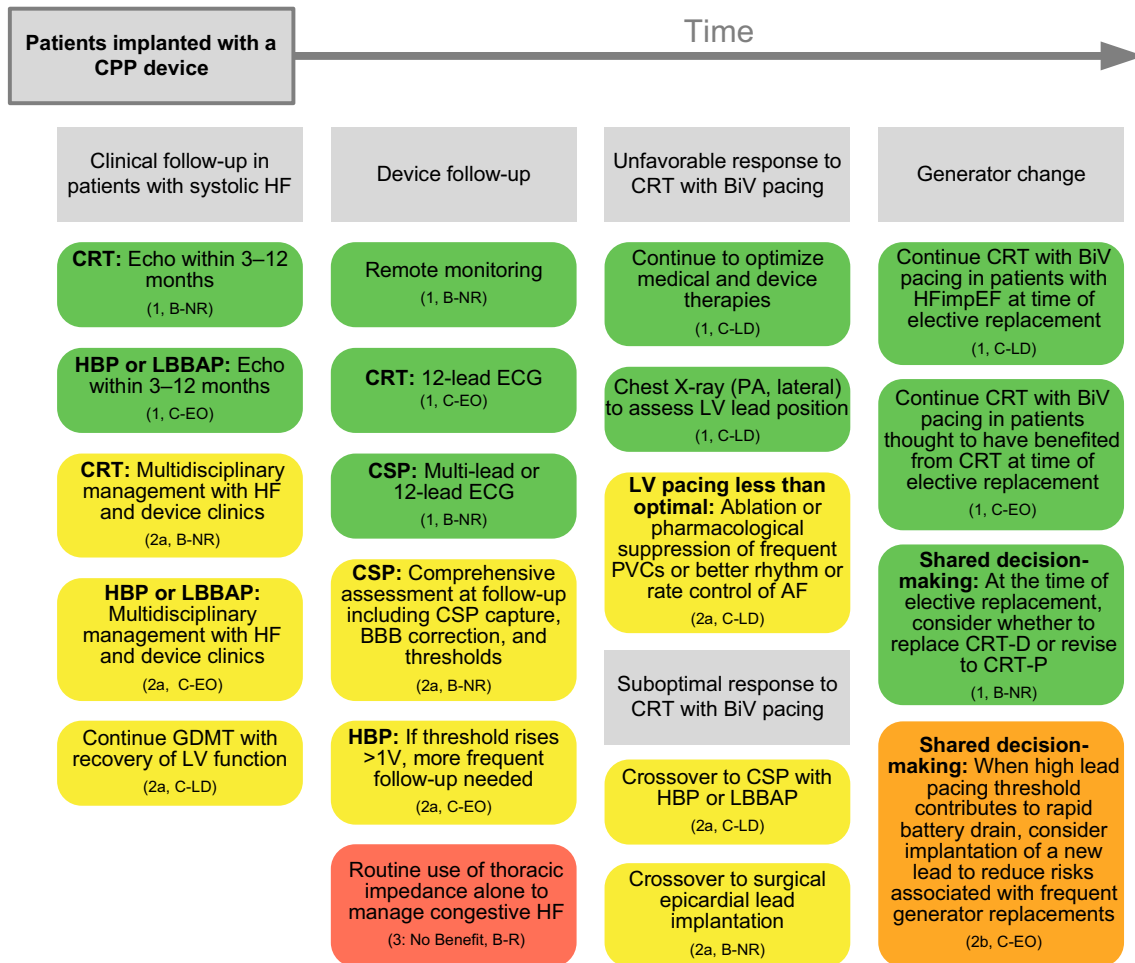 Patients implanted with a
CPP device
Time
Clinical follow-up in
patients with systolic HF
CRT: Echo within 3–12
months
(1, B-NR)
HBP or LBBAP: Echo
within 3–12 months
(1, C-EO)
CRT: Multidisciplinary
management with HF
and device clinics
(2a, B-NR)
HBP or LBBAP:
Multidisciplinary
management with HF
and device clinics
(2a, C-EO)
Continue GDMT with
recovery of LV function
(2a, C-LD)
Device follow-up
Remote monitoring
(1, B-NR)
CRT: 12-lead ECG
(1, C-EO)
CSP: Multi-lead or
12-lead ECG
(1, B-NR)
CSP: Comprehensive
assessment at follow-up
including CSP capture,
BBB correction, and
thresholds
(2a, B-NR)
HBP: If threshold rises
>1V, more frequent
follow-up needed
(2a, C-EO)
Routine use of thoracic
impedance alone to
manage congestive HF
(3: No Benefit, B-R)
Unfavorable response to
CRT with BiV pacing
Continue to optimize
medical and device
therapies
(1, C-LD)
Chest X-ray (PA, lateral)
to assess LV lead position
(1, C-LD)
LV pacing less than
optimal: Ablation or
pharmacological
suppression of frequent
PVCs or better rhythm or
rate control of AF
(2a, C-LD)
Suboptimal response to
CRT with BiV pacing
Crossover to CSP with
HBP or LBBAP
(2a, C-LD)
Crossover to surgical
epicardial lead
implantation
(2a, B-NR)
Generator change
Continue CRT with BiV
pacing in patients with
HFimpEF at time of
elective replacement
(1, C-LD)
Continue CRT with BiV
pacing in patients
thought to have benefited
from CRT at time of
elective replacement
(1, C-EO)
Shared decision-
making: At the time of
elective replacement,
consider whether to
replace CRT-D or revise
to CRT-P
(1, B-NR)
Shared decision-
making: When high lead
pacing threshold
contributes to rapid
battery drain, consider
implantation of a new
lead to reduce risks
associated with frequent
generator replacements
(2b, C-EO)